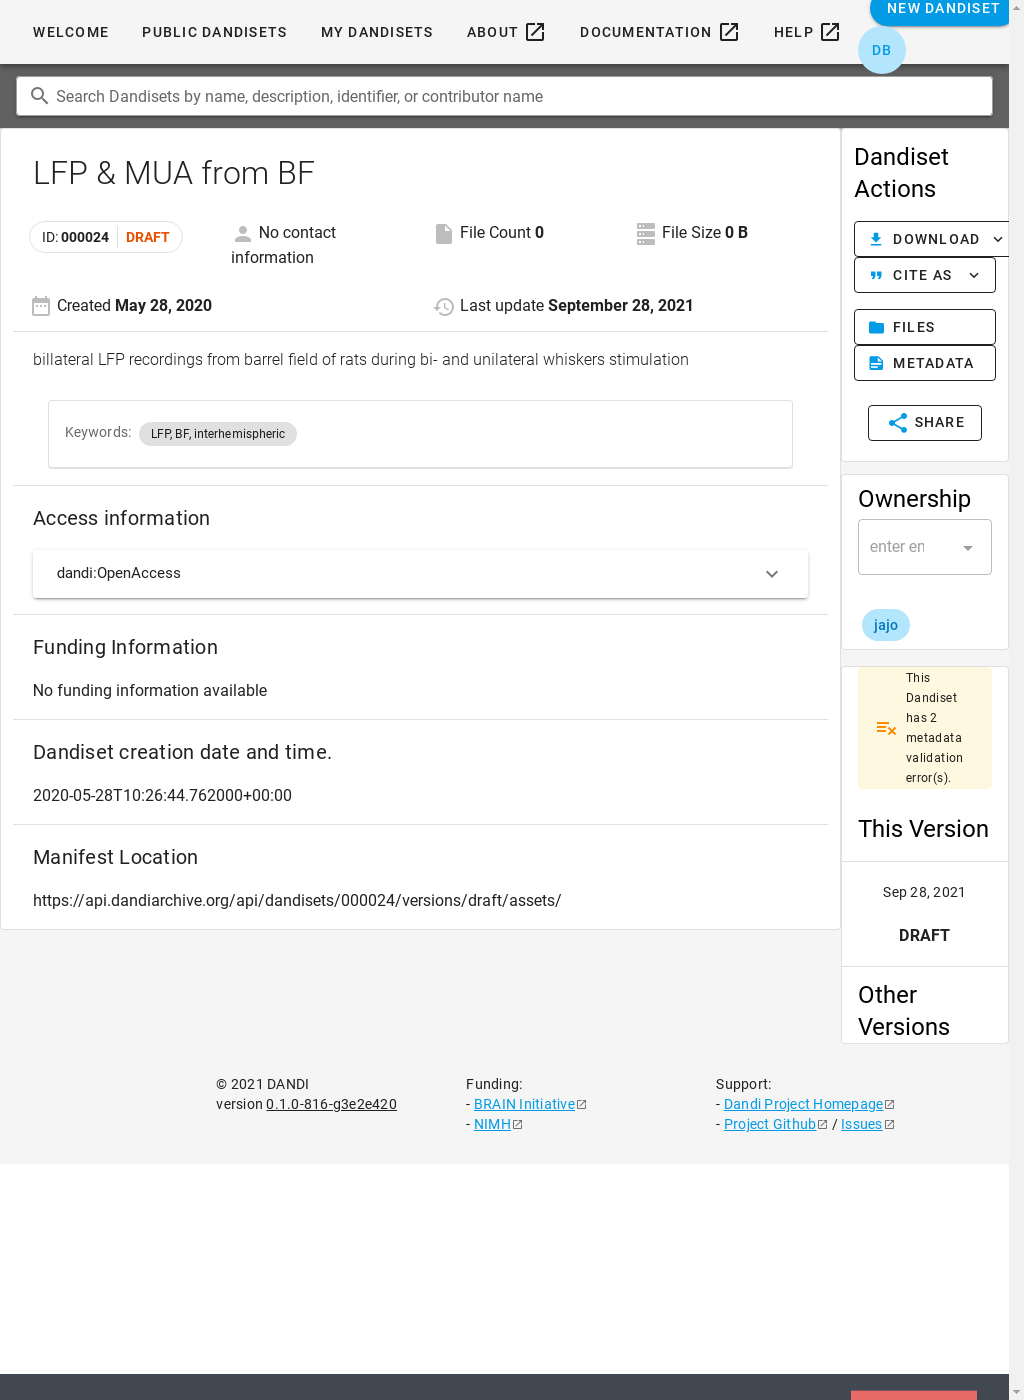 WELCOME PUBLIC DANDISETS MY DANDISETS ABOUT DOCUMENTATION HELP NEW DANDISET
DB
Search Dandisets by name, description, identifier, or contributor name
LFP & MUA from BF
ID: 000024 DRAFT
No contact
information
File Count 0
File Size 0 B
Created May 28, 2020
Last update September 28, 2021
billateral LFP recordings from barrel field of rats during bi- and unilateral whiskers stimulation
Keywords: LFP, BF, interhemispheric
Access information
dandi:OpenAccess
Funding Information
No funding information available
Dandiset creation date and time.
2020-05-28T10:26:44.762000+00:00
Manifest Location
https://api.dandiarchive.org/api/dandisets/000024/versions/draft/assets/
Dandiset
Actions
DOWNLOAD
CITE AS
FILES
METADATA
SHARE
Ownership
enter en
jajo
This
Dandiset
has 2
metadata
validation
error(s).
This Version
Sep 28, 2021
DRAFT
Other
Versions
© 2021 DANDI
version 0.1.0-816-g3e2e420
Funding:
- BRAIN Initiative
- NIMH
Support:
- Dandi Project Homepage
- Project Github / Issues